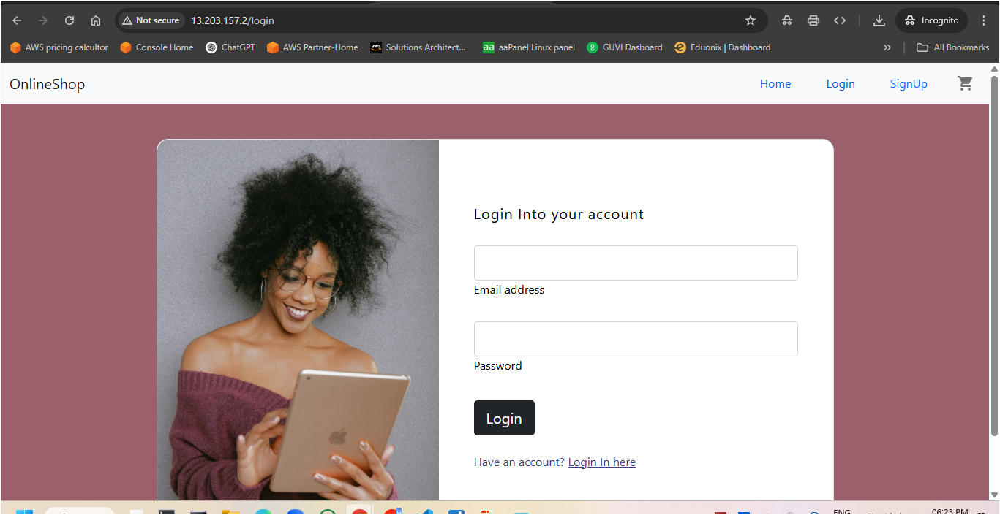 Not secure 13.203.157.2/login Incognito
AWS pricing calcultor Console Home ChatGPT AWS Partner-Home Solutions Architect... aaPanel Linux panel GUVI Dasboard Eduonix | Dashboard » All Bookmarks
OnlineShop Home Login SignUp
Login Into your account
Email address
Password
Login
Have an account? Login In here
ENG 06:23 PM